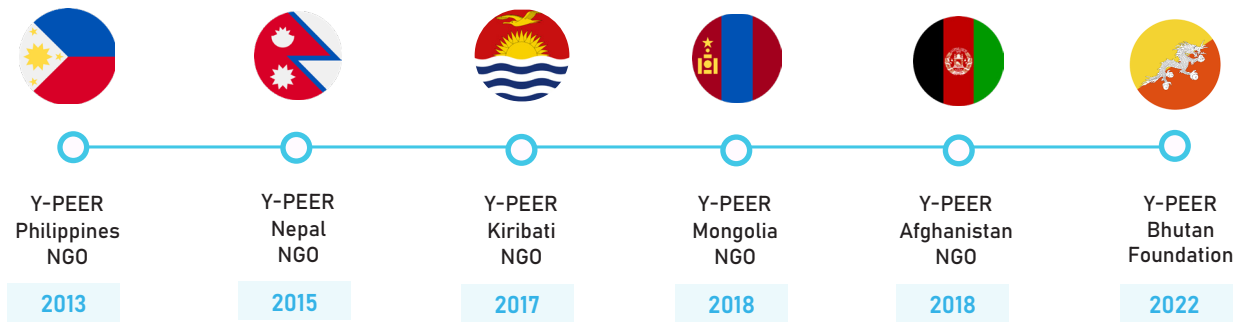 Y-PEER
Philippines
NGO
2013
Y-PEER
Nepal
NGO
2015
Y-PEER
Kiribati
NGO
2017
Y-PEER
Mongolia
NGO
2018
Y-PEER
Afghanistan
NGO
2018
Y-PEER
Bhutan
Foundation
2022